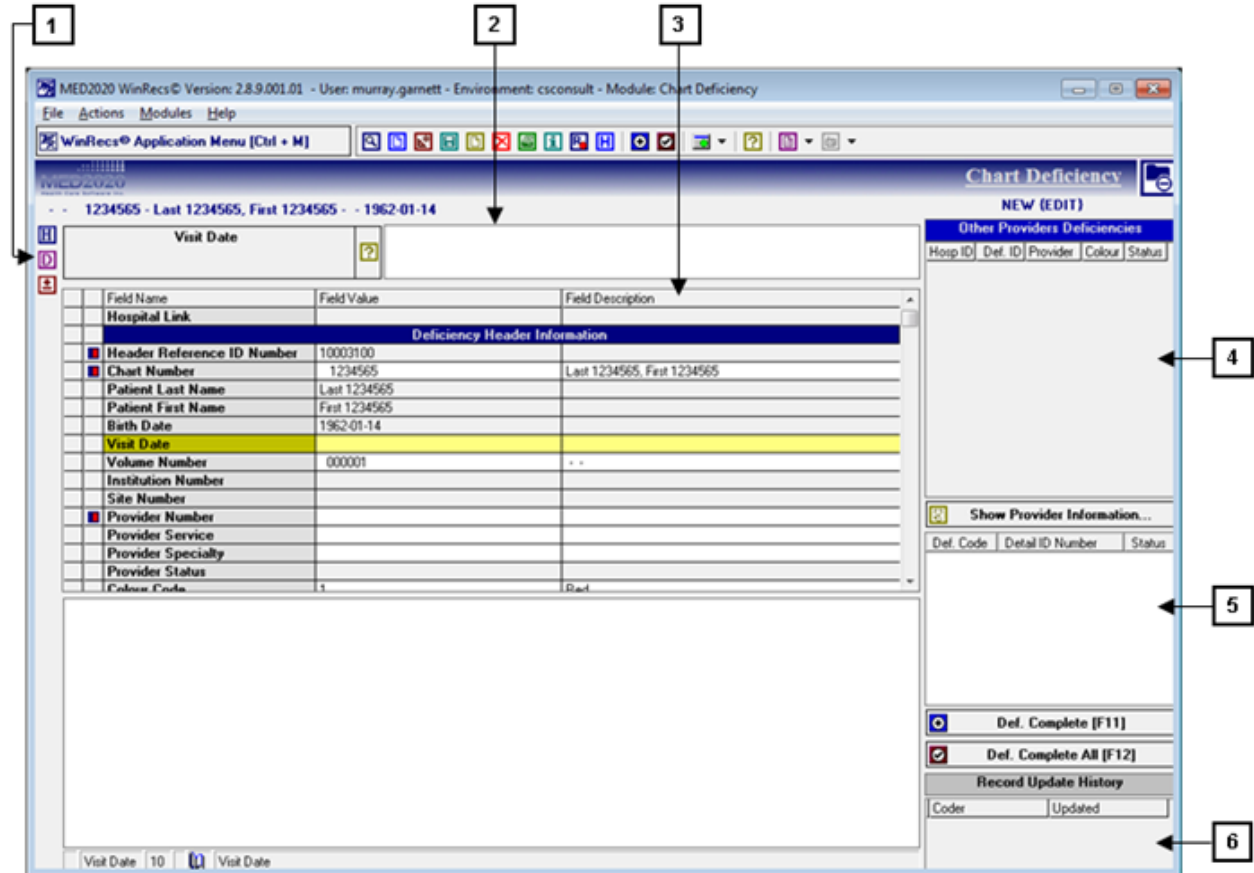 1 2 3
MED2020 WinRecs© Version: 2.8.9.001.01 - User: murray.garnett - Environment: csconsult - Module: Chart Deficiency
File Actions Modules Help
WinRecs© Application Menu [Ctrl + M]
MED2020
Chart Deficiency
- - 1234565 - Last 1234565, First 1234565 - - 1962-01-14
NEW (EDIT)
Visit Date
Other Providers Deficiencies
Hosp ID Def. ID Provider Colour Status
Field Name Field Value Field Description
Hospital Link
Deficiency Header Information
Header Reference ID Number 10003100
Chart Number 1234565 Last 1234565, First 1234565
Patient Last Name Last 1234565
Patient First Name First 1234565
Birth Date 1962-01-14
Visit Date
Volume Number 000001 - -
Institution Number
Site Number
Provider Number
Provider Service
Provider Specialty
Provider Status
Colour Code 1 Red
4
Show Provider Information...
Def. Code Detail ID Number Status
5
Def. Complete [F11]
Def. Complete All [F12]
Record Update History
Coder Updated
6
Visit Date 10 Visit Date